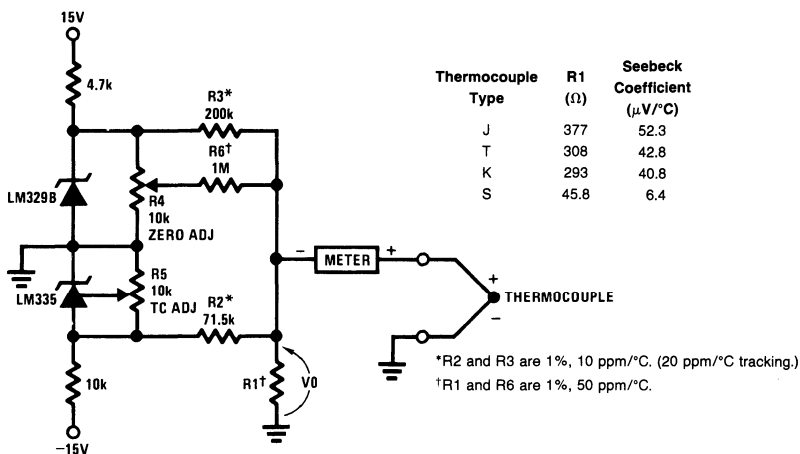 15V
4.7k
R3*
200k
R6†
1M
LM329B
R4
10k
ZERO ADJ
LM335
R5
10k
TC ADJ
R2*
71.5k
10k
R1†
V0
−15V
− METER +
+
THERMOCOUPLE
−
Thermocouple Type R1 (Ω) Seebeck Coefficient (μV/°C)
J 377 52.3
T 308 42.8
K 293 40.8
S 45.8 6.4
*R2 and R3 are 1%, 10 ppm/°C. (20 ppm/°C tracking.)
†R1 and R6 are 1%, 50 ppm/°C.